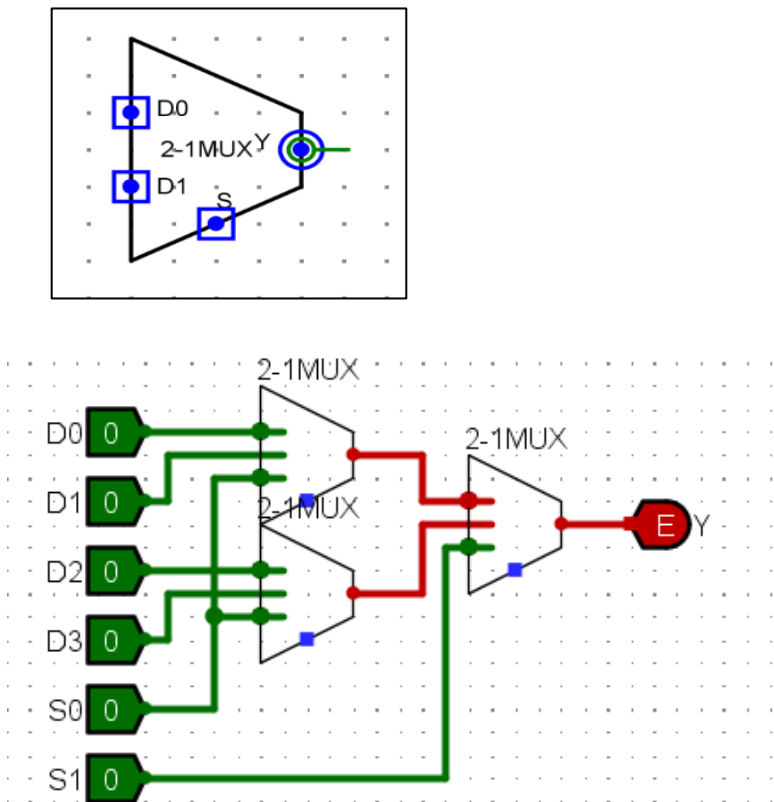 D0
2-1MUX Y
D1
S
2-1MUX
D0 0
2-1MUX
D1 0
2-1MUX
E Y
D2 0
D3 0
S0 0
S1 0